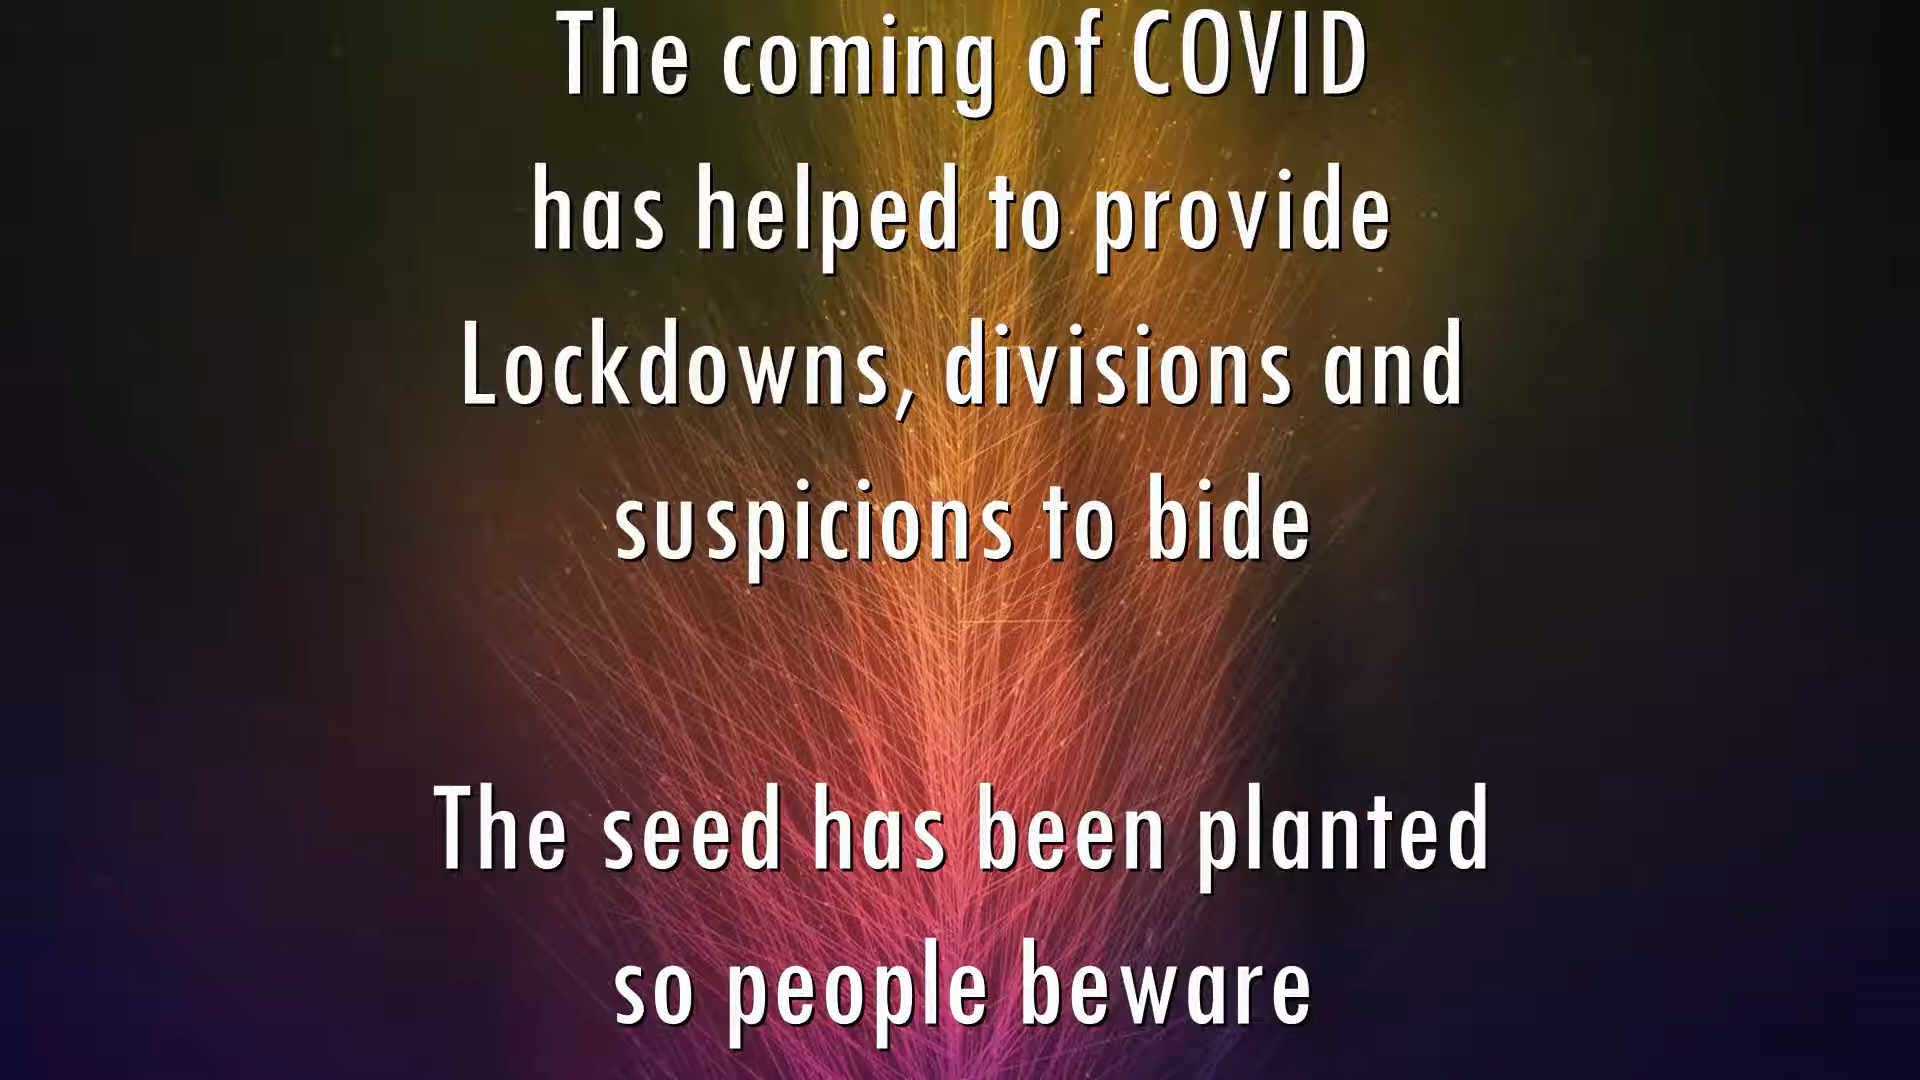 The coming of COVID
has helped to provide
Lockdowns, divisions and
suspicions to bide
The seed has been planted
so people beware